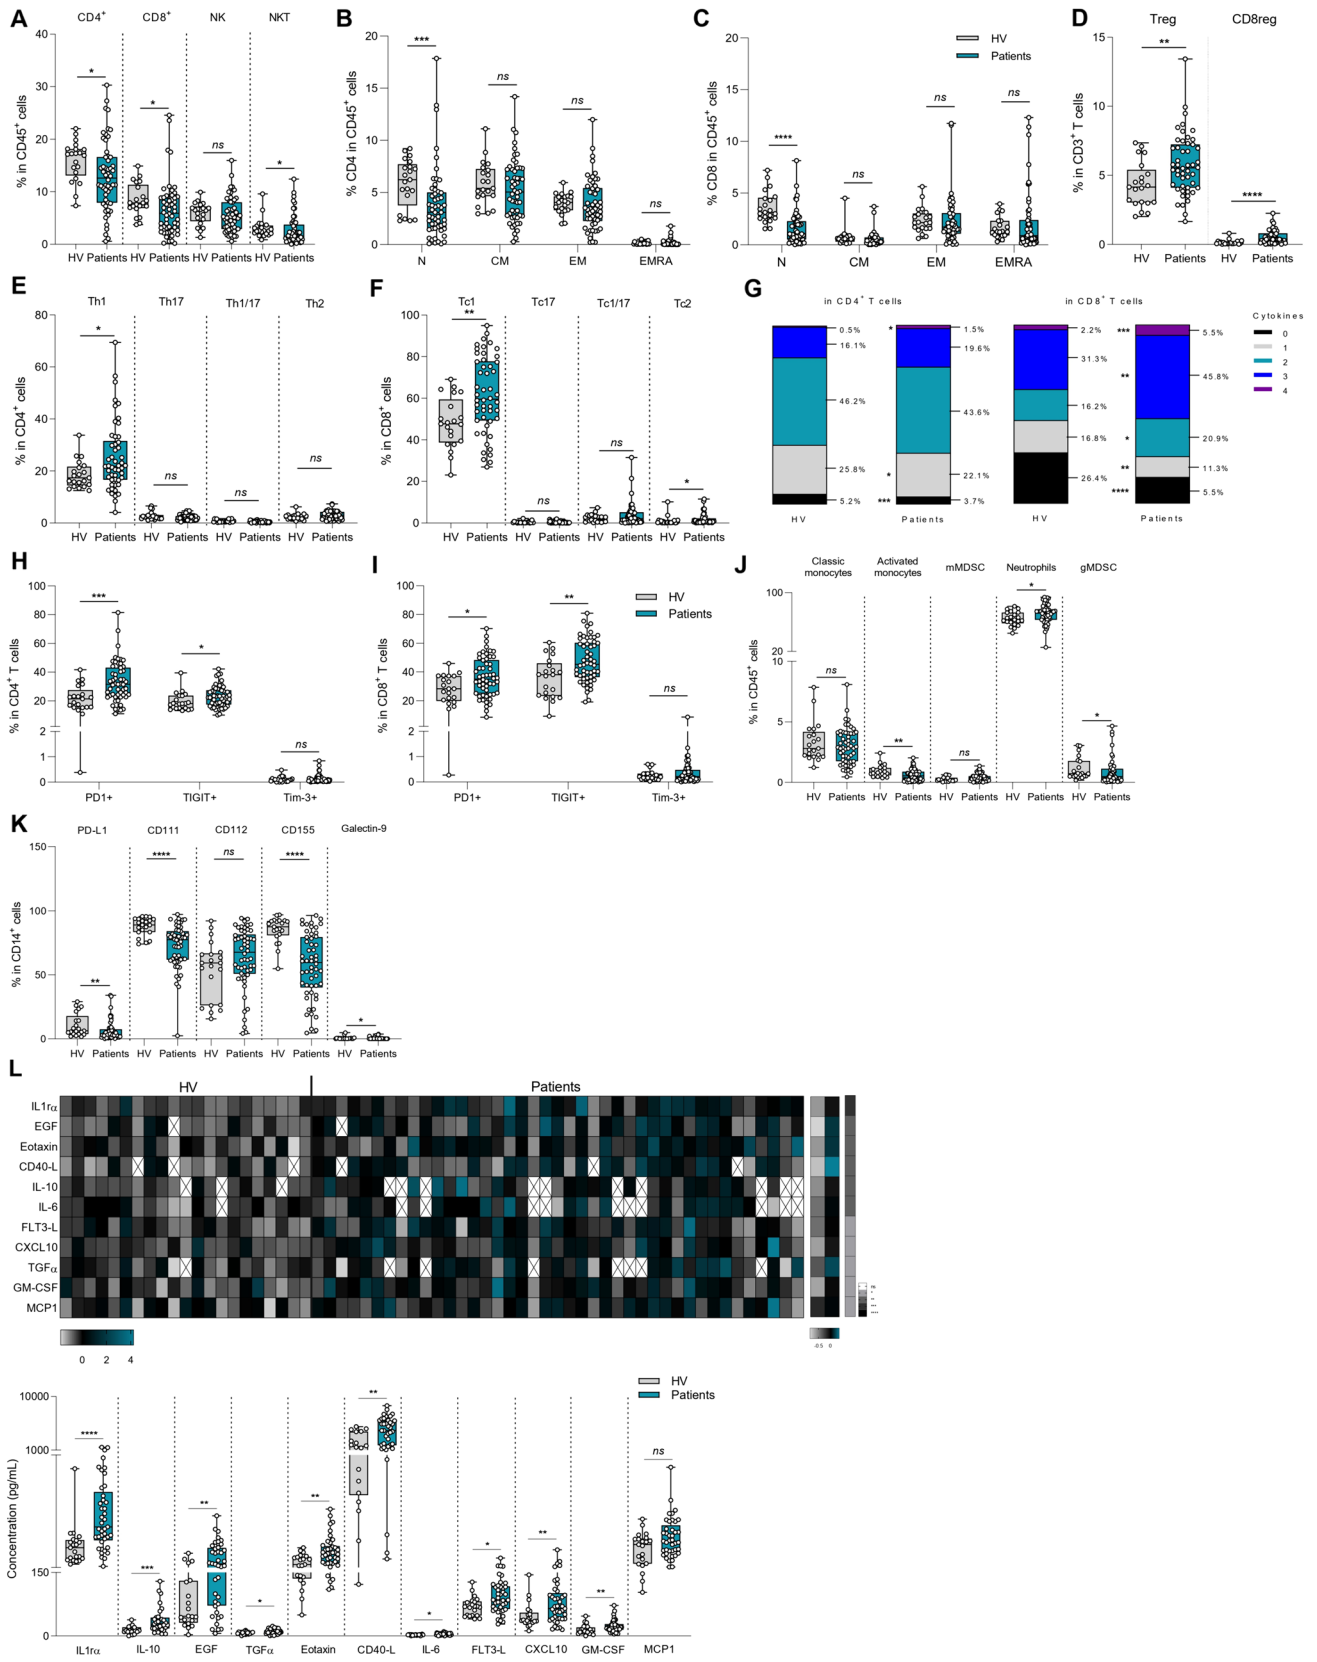 A
CD4+ CD8+ NK NKT
% in CD45+ cells
40
30
20
10
0
* * ns *
HV Patients HV Patients HV Patients HV Patients
B
% CD4 in CD45+ cells
20
15
10
5
0
*** ns ns ns
N CM EM EMRA
C
% CD8 in CD45+ cells
20
15
10
5
0
HV
Patients
**** ns ns ns
N CM EM EMRA
D
Treg CD8reg
% in CD3+ T cells
15
10
5
0
** ****
HV Patients HV Patients
E
Th1 Th17 Th1/17 Th2
% in CD4+ cells
80
60
40
20
0
* ns ns ns
HV Patients HV Patients HV Patients HV Patients
F
Tc1 Tc17 Tc1/17 Tc2
% in CD8+ cells
100
80
60
40
20
0
** ns ns *
HV Patients HV Patients HV Patients HV Patients
G
in CD4+ T cells in CD8+ T cells
0.5%
16.1%
46.2%
25.8%
5.2%
HV
*
*
***
1.5%
19.6%
43.6%
22.1%
3.7%
Patients
2.2%
31.3%
16.2%
16.8%
26.4%
HV
***
**
*
**
****
5.5%
45.8%
20.9%
11.3%
5.5%
Patients
Cytokines
0
1
2
3
4
H
% in CD4+ T cells
100
80
60
40
20
2
1
0
*** * ns
PD1+ TIGIT+ Tim-3+
I
% in CD8+ T cells
100
80
60
40
20
2
1
0
HV
Patients
* ** ns
PD1+ TIGIT+ Tim-3+
J
Classic monocytes
Activated monocytes
mMDSC
Neutrophils
gMDSC
% in CD45+ cells
100
20
10
5
0
ns ** ns * *
HV Patients HV Patients HV Patients HV Patients HV Patients
K
PD-L1 CD111 CD112 CD155 Galectin-9
% in CD14+ cells
150
100
50
0
** **** ns **** *
HV Patients HV Patients HV Patients HV Patients HV Patients
L
HV Patients
IL1rα
EGF
Eotaxin
CD40-L
IL-10
IL-6
FLT3-L
CXCL10
TGFα
GM-CSF
MCP1
0 2 4
ns
*
**
***
****
-0.5 0
HV
Patients
Concentration (pg/mL)
10000
1000
150
0
**** *** ** * ** ** * * ** ** ns
IL1rα IL-10 EGF TGFα Eotaxin CD40-L IL-6 FLT3-L CXCL10 GM-CSF MCP1